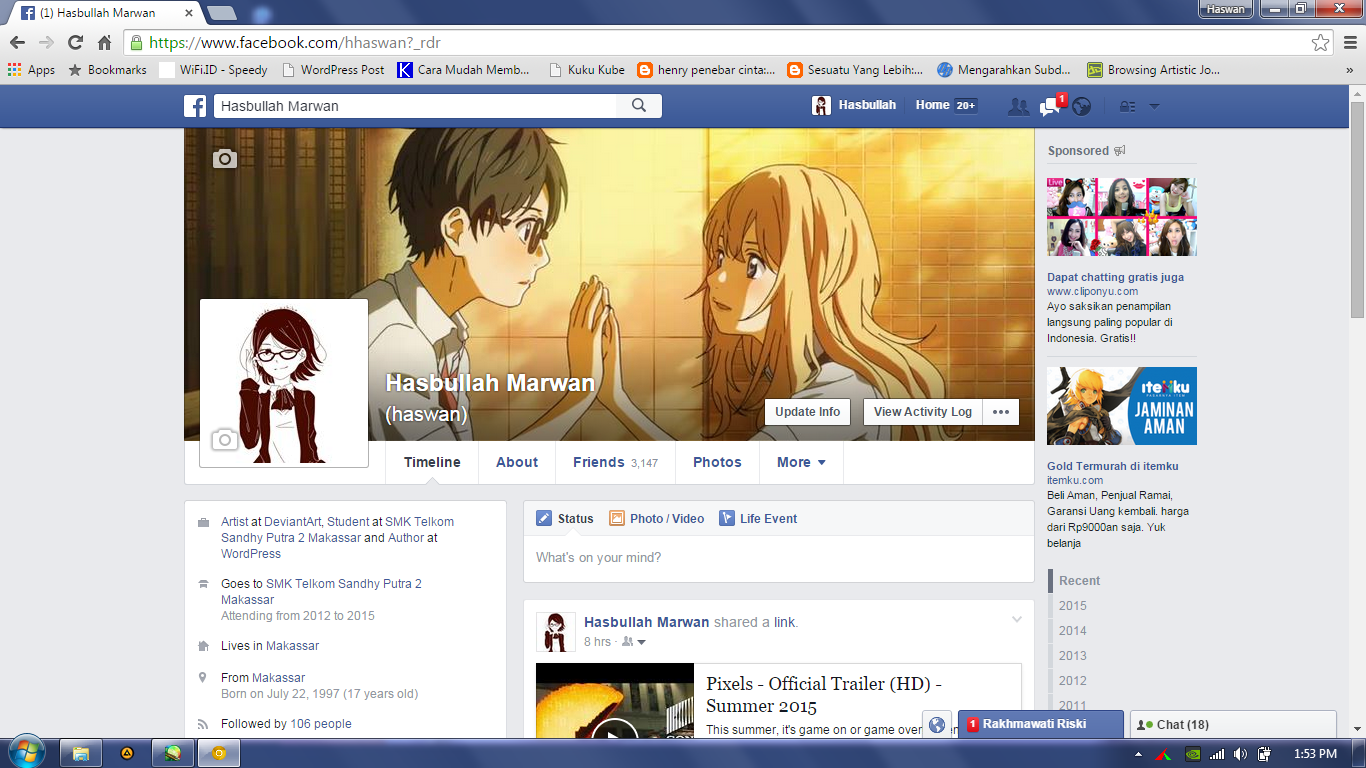 (1) Hasbullah Marwan
Haswan
https://www.facebook.com/hhaswan?_rdr
Apps
Bookmarks
WiFi.ID - Speedy
WordPress Post
Cara Mudah Memb...
Kuku Kube
henry penebar cinta:...
Sesuatu Yang Lebih:...
Mengarahkan Subd...
Browsing Artistic Jo...
»
Hasbullah Marwan
Hasbullah
Home 20+
1
Sponsored
Live
Dapat chatting gratis juga
www.cliponyu.com
Ayo saksikan penampilan
langsung paling popular di
Indonesia. Gratis!!
itemku
JAMINAN
AMAN
Gold Termurah di itemku
itemku.com
Beli Aman, Penjual Ramai,
Garansi Uang kembali. harga
dari Rp9000an saja. Yuk
belanja
Recent
2015
2014
2013
2012
2011
Hasbullah Marwan
(haswan)
Update Info
View Activity Log
Timeline
About
Friends 3,147
Photos
More
Artist at DeviantArt, Student at SMK Telkom
Sandhy Putra 2 Makassar and Author at
WordPress
Goes to SMK Telkom Sandhy Putra 2
Makassar
Attending from 2012 to 2015
Lives in Makassar
From Makassar
Born on July 22, 1997 (17 years old)
Followed by 106 people
Status
Photo / Video
Life Event
What's on your mind?
Hasbullah Marwan shared a link.
8 hrs ·
Pixels - Official Trailer (HD) -
Summer 2015
This summer, it's game on or game over
1 Rakhmawati Riski
Chat (18)
1:53 PM